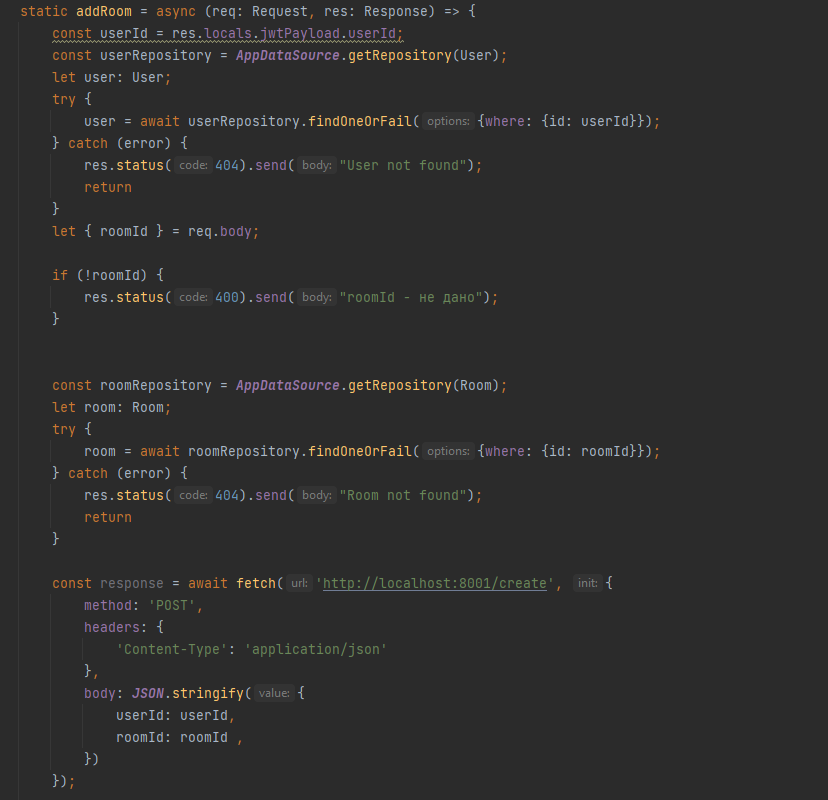 static addRoom = async (req: Request, res: Response) => {
    const userId = res.locals.jwtPayload.userId;
    const userRepository = AppDataSource.getRepository(User);
    let user: User;
    try {
        user = await userRepository.findOneOrFail( options: {where: {id: userId}});
    } catch (error) {
        res.status( code: 404).send( body: "User not found");
        return
    }
    let { roomId } = req.body;

    if (!roomId) {
        res.status( code: 400).send( body: "roomId - не дано");
    }

    const roomRepository = AppDataSource.getRepository(Room);
    let room: Room;
    try {
        room = await roomRepository.findOneOrFail( options: {where: {id: roomId}});
    } catch (error) {
        res.status( code: 404).send( body: "Room not found");
        return
    }

    const response = await fetch( url: 'http://localhost:8001/create', init: {
        method: 'POST',
        headers: {
            'Content-Type': 'application/json'
        },
        body: JSON.stringify( value: {
            userId: userId,
            roomId: roomId ,
        })
    });